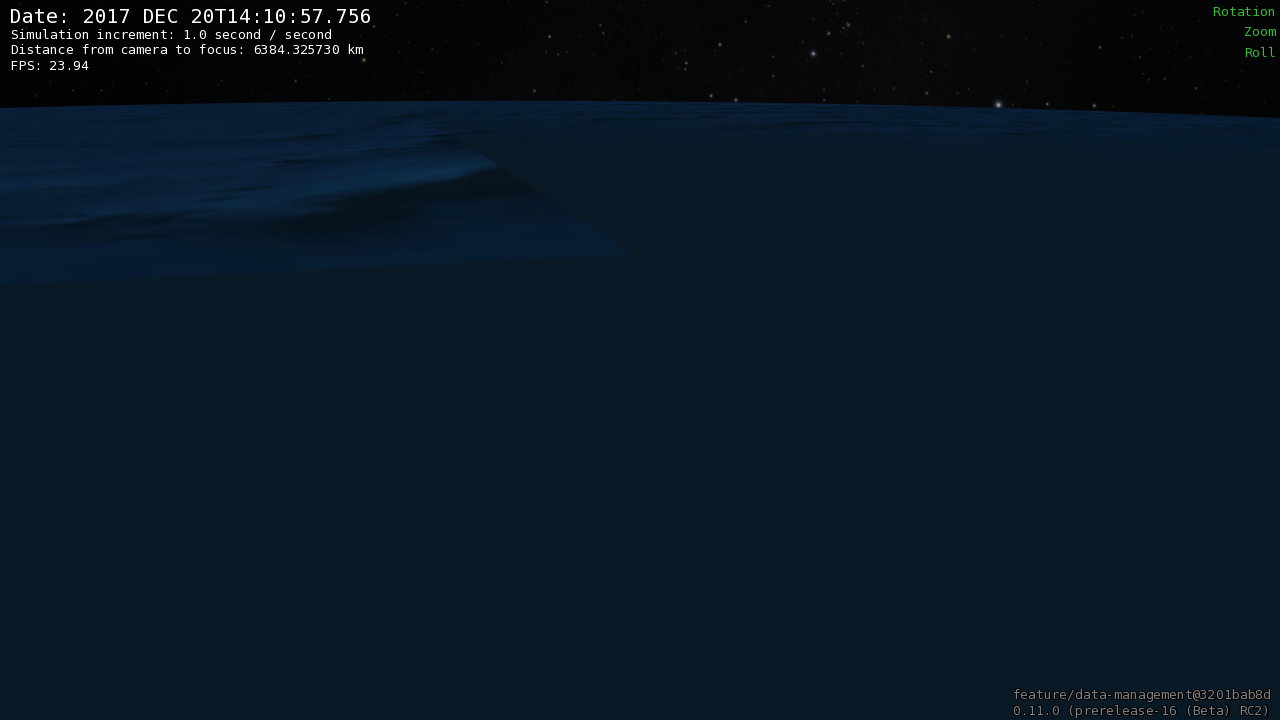 Date: 2017 DEC 20T14:10:57.756
Simulation increment: 1.0 second / second
Distance from camera to focus: 6384.325730 km
FPS: 23.94
Rotation
Zoom
Roll
feature/data-management@3201bab8d
0.11.0 (prerelease-16 (Beta) RC2)